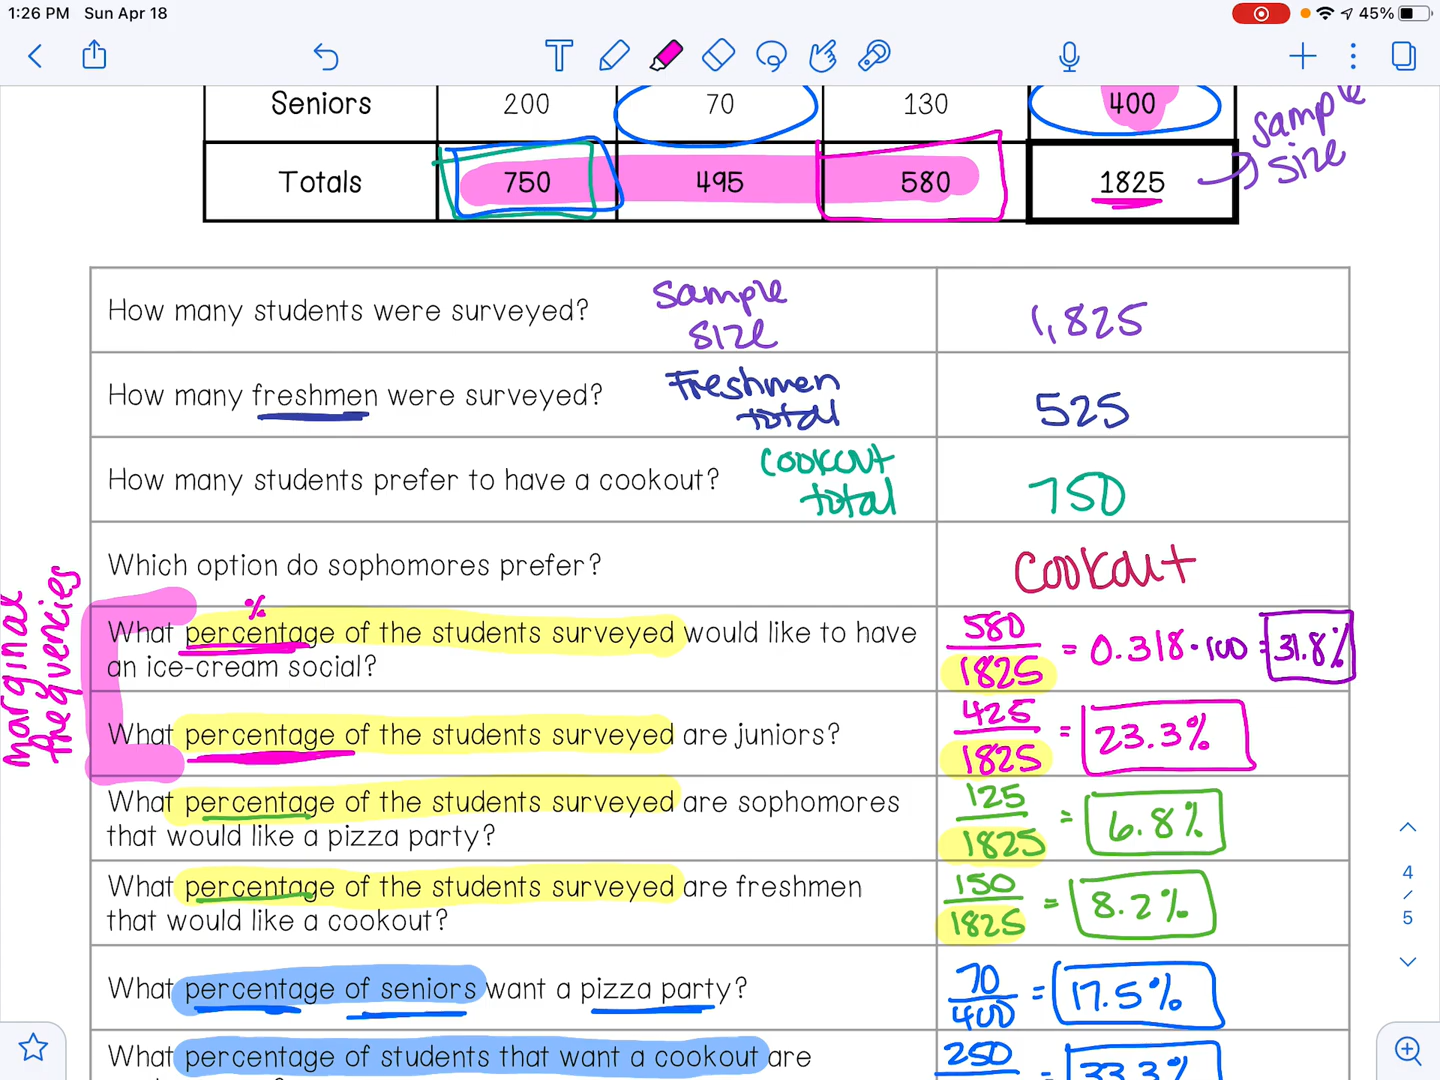 1:26 PM Sun Apr 18
45%
Seniors 200 70 130 400
sample
size
Totals 750 495 580 1825
How many students were surveyed? sample size 1,825
How many freshmen were surveyed? Freshmen total 525
How many students prefer to have a cookout? cookout total 750
Which option do sophomores prefer? cookout
marginal
frequencies
%
What percentage of the students surveyed would like to have
an ice-cream social?
580
1825
= 0.318 · 100 = 31.8%
What percentage of the students surveyed are juniors?
425
1825
= 23.3%
What percentage of the students surveyed are sophomores
that would like a pizza party?
125
1825
= 6.8%
What percentage of the students surveyed are freshmen
that would like a cookout?
150
1825
= 8.2%
What percentage of seniors want a pizza party?
70
400
= 17.5%
What percentage of students that want a cookout are
250
= 33.3%
4
/
5